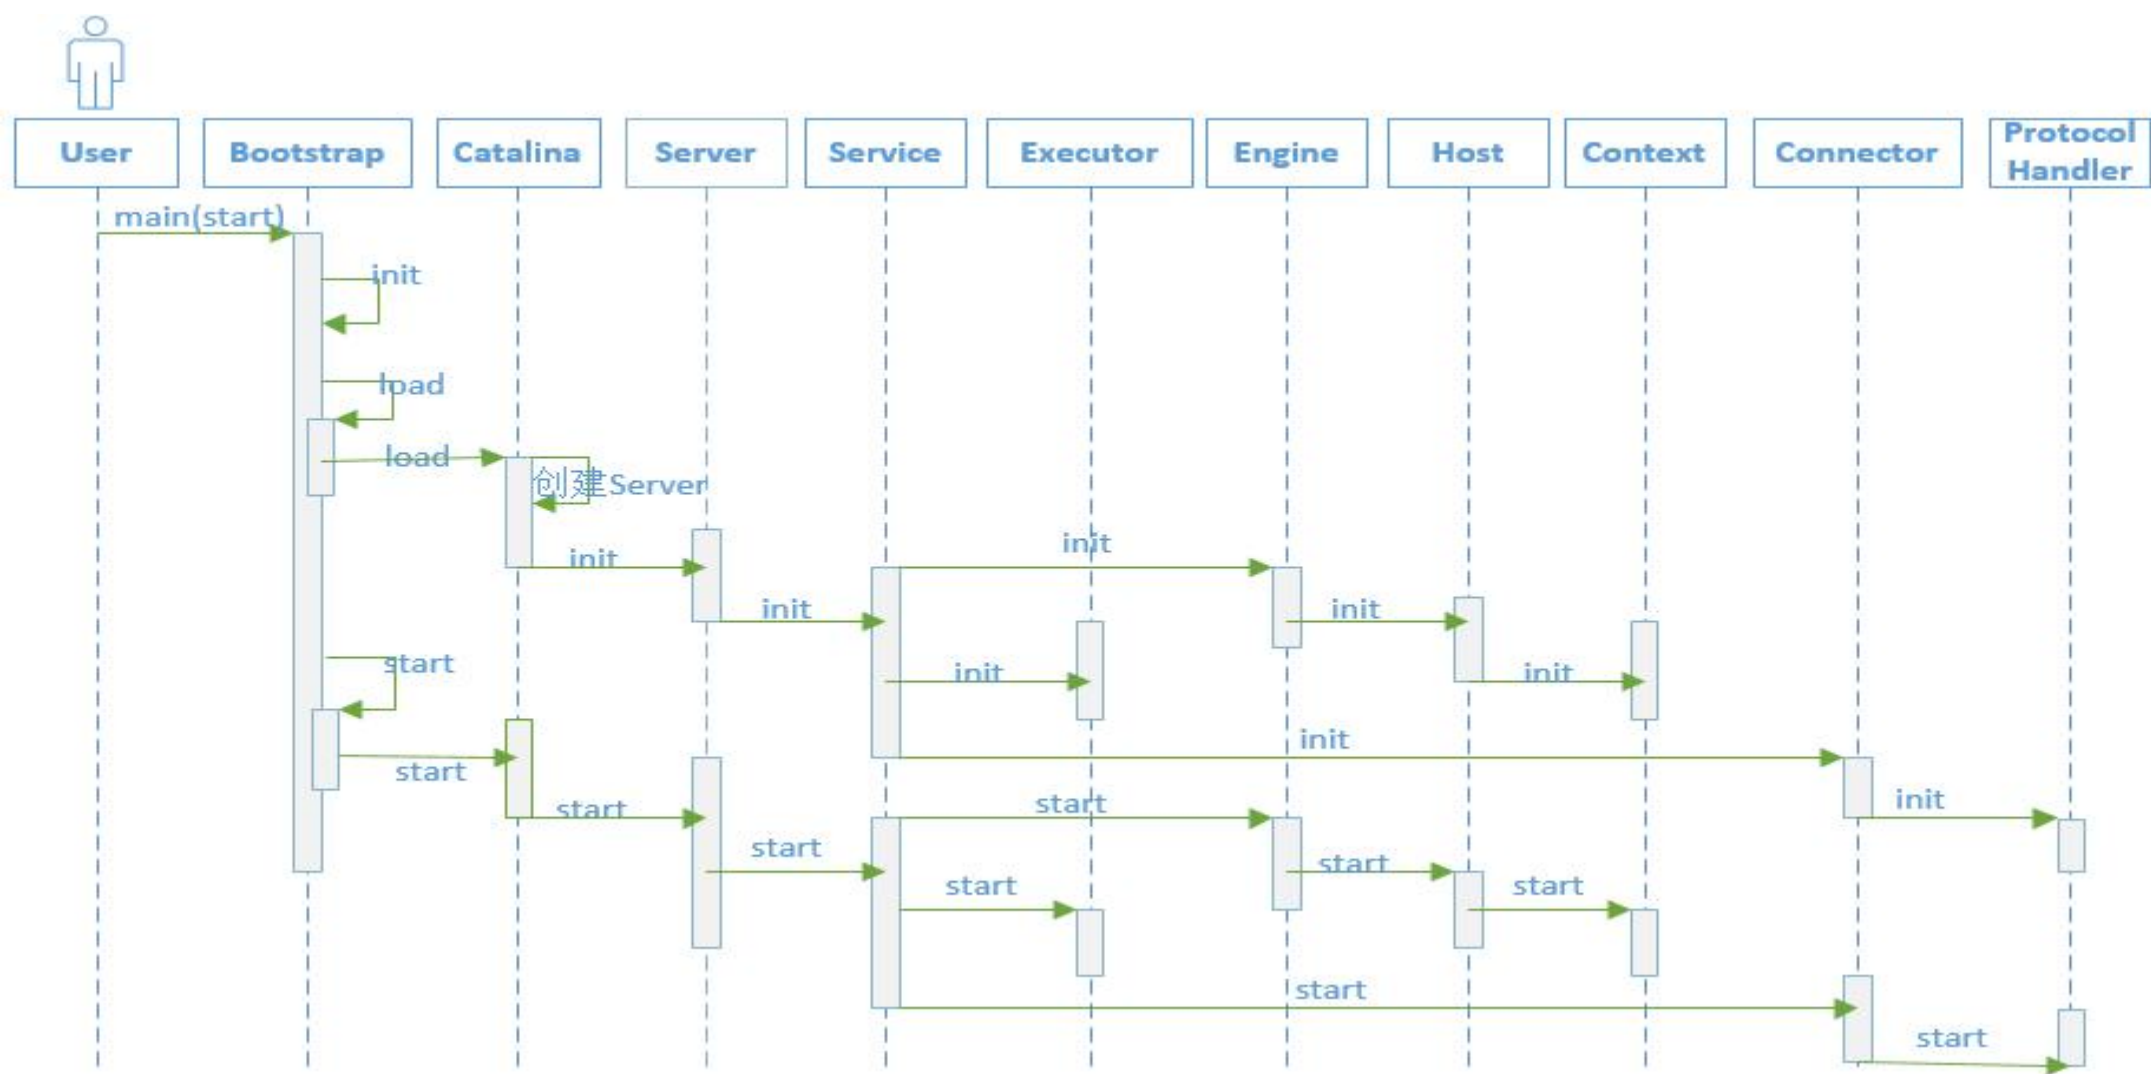 User
Bootstrap
Catalina
Server
Service
Executor
Engine
Host
Context
Connector
Protocol
Handler
main(start)
init
load
load
创建Server
init
init
init
init
init
start
init
init
init
start
start
start
init
start
start
start
start
start
start
start